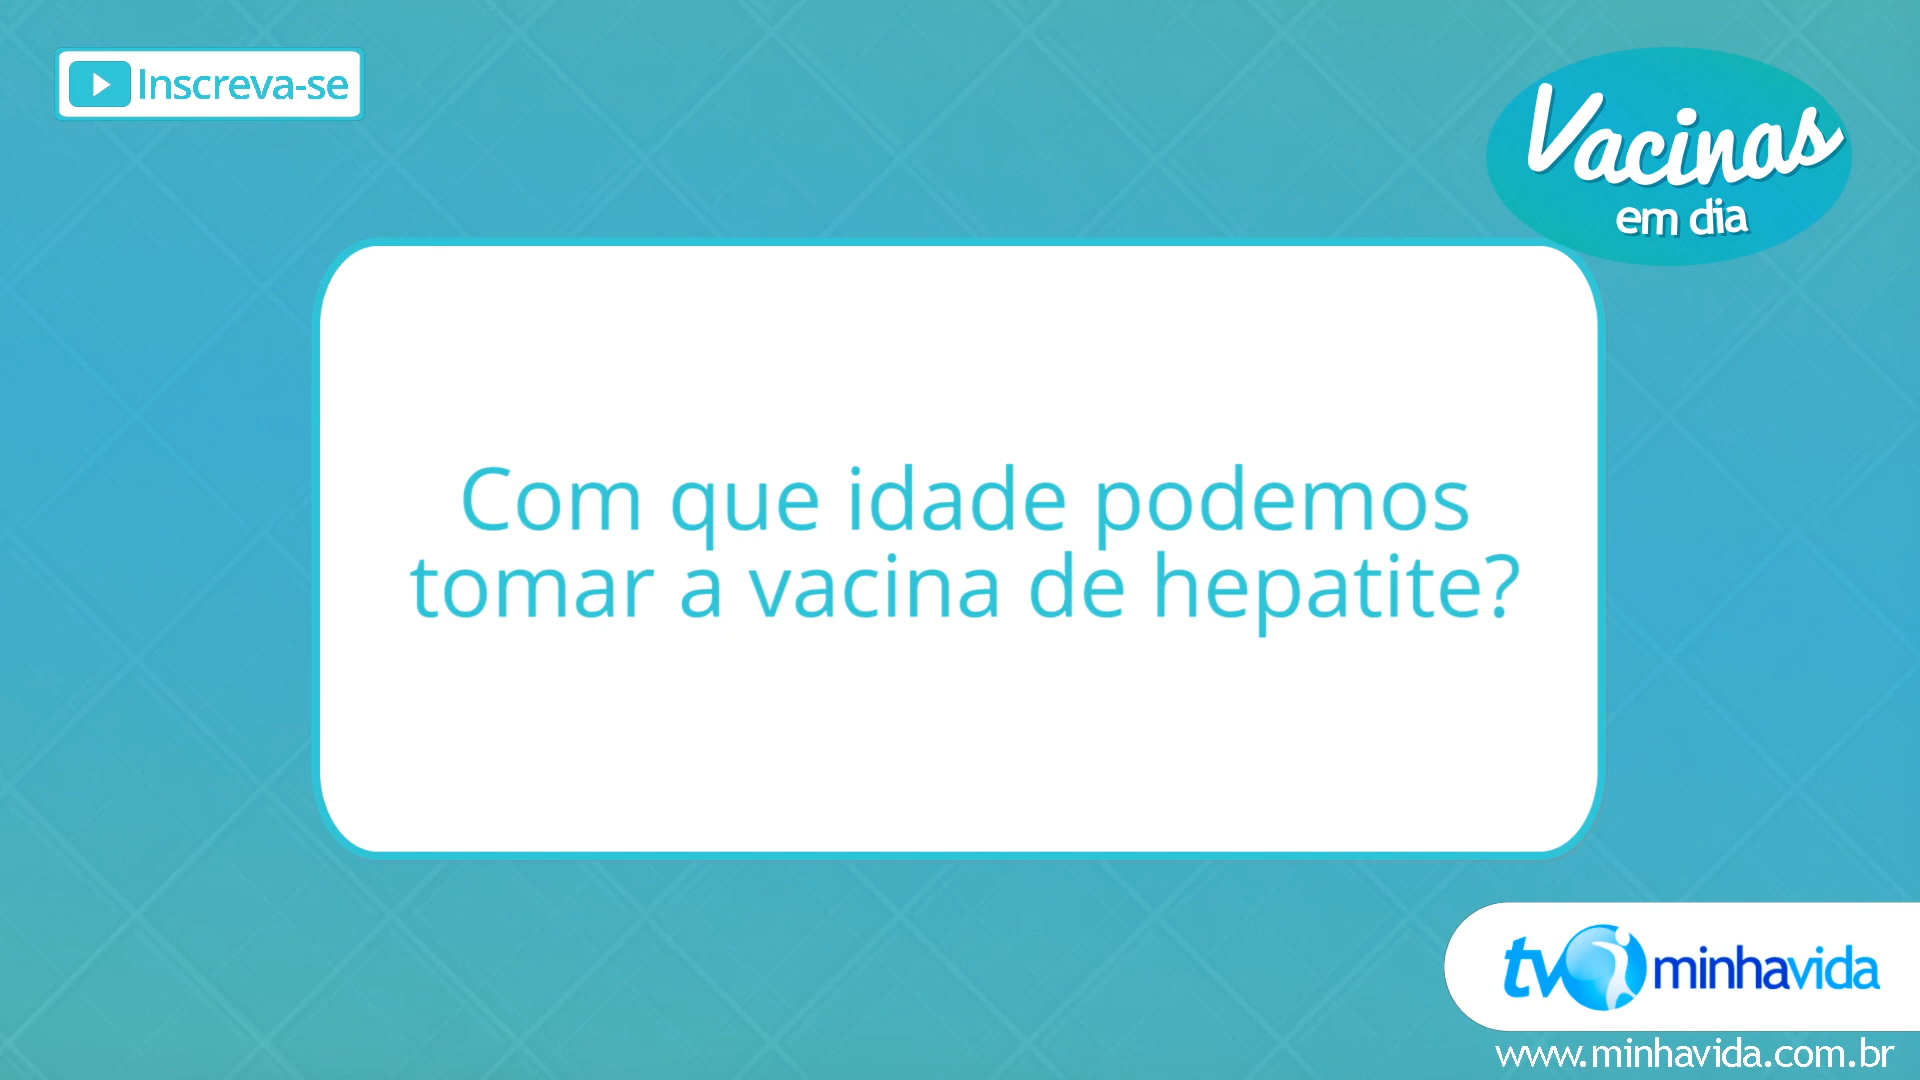 Inscreva-se
Vacinas
em dia
Com que idade podemos
tomar a vacina de hepatite?
tv minhavida
www.minhavida.com.br